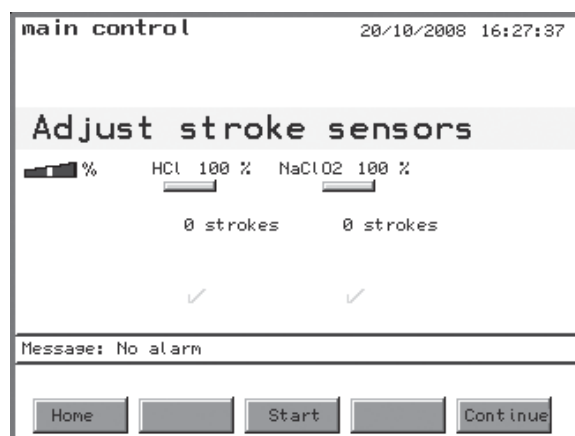 main control 20/10/2008 16:27:37
Adjust stroke sensors
% HCl 100 % NaClO2 100 %
0 strokes 0 strokes
Message: No alarm
Home Start Continue